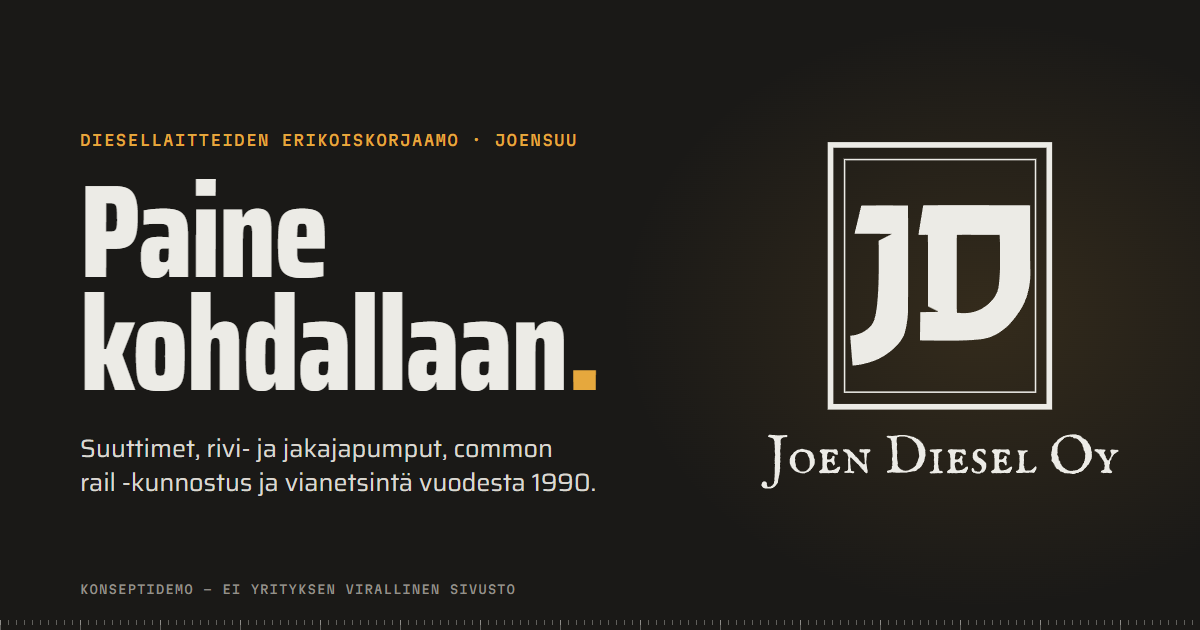 DIESELLAITTEIDEN ERIKOISKORJAAMO · JOENSUU
Paine
kohdallaan.
Suuttimet, rivi- ja jakajapumput, common
rail -kunnostus ja vianetsintä vuodesta 1990.
JD
Joen Diesel Oy
KONSEPTIDEMO — EI YRITYKSEN VIRALLINEN SIVUSTO